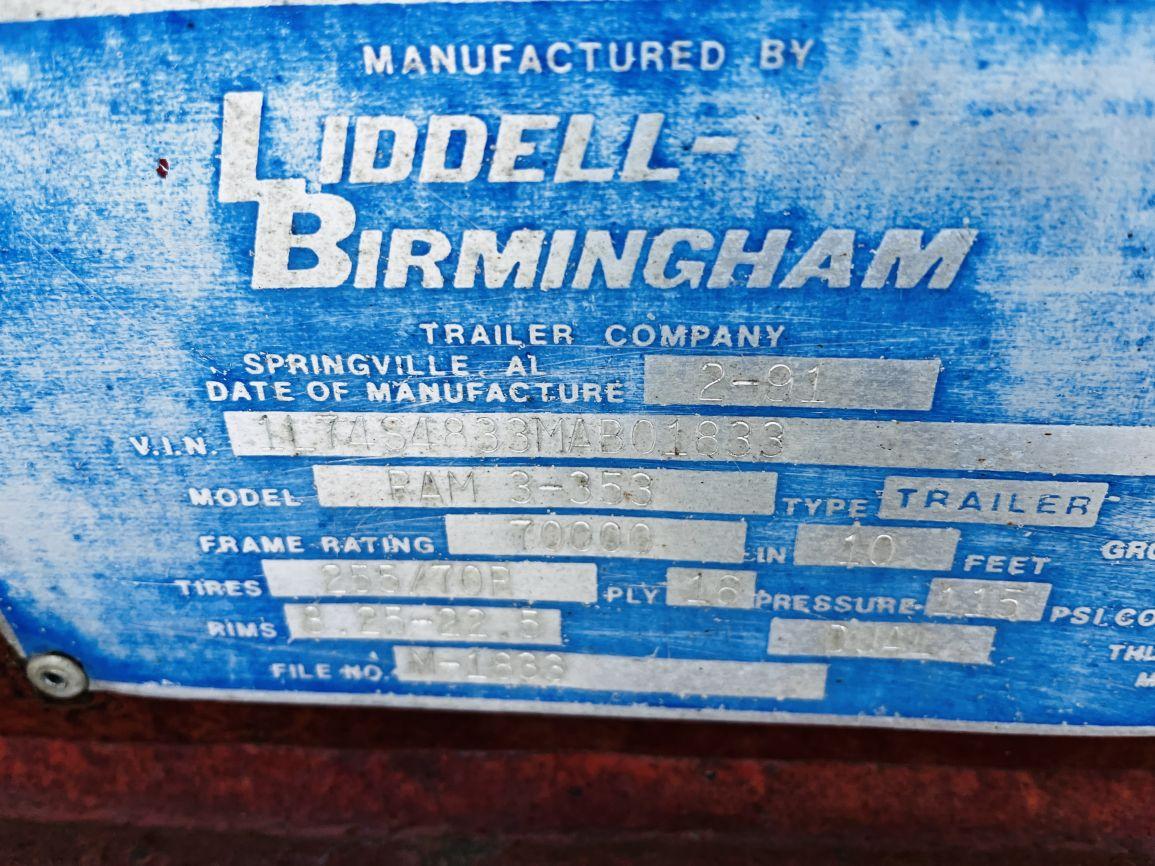 MANUFACTURED BY
LIDDELL-
BIRMINGHAM
TRAILER COMPANY
SPRINGVILLE, AL
DATE OF MANUFACTURE 2-91
V.I.N. 1L74S4833MAB01833
MODEL RAM 3-353 TYPE TRAILER
FRAME RATING 70000 IN 10 FEET
TIRES 255/70R PLY 16 PRESSURE 115 PSI.
RIMS 8.25-22.5 DUAL
FILE NO. M-1833